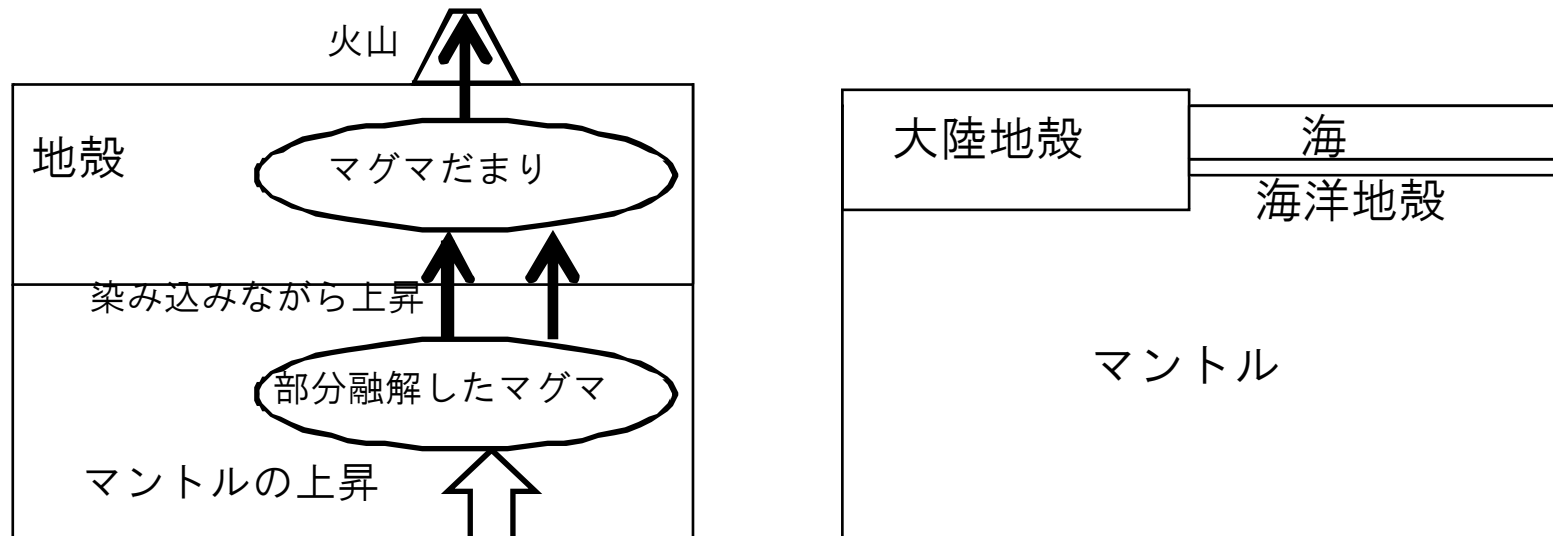 火山
地殻
マグマだまり
染み込みながら上昇
部分融解したマグマ
マントルの上昇
大陸地殻
海
海洋地殻
マントル